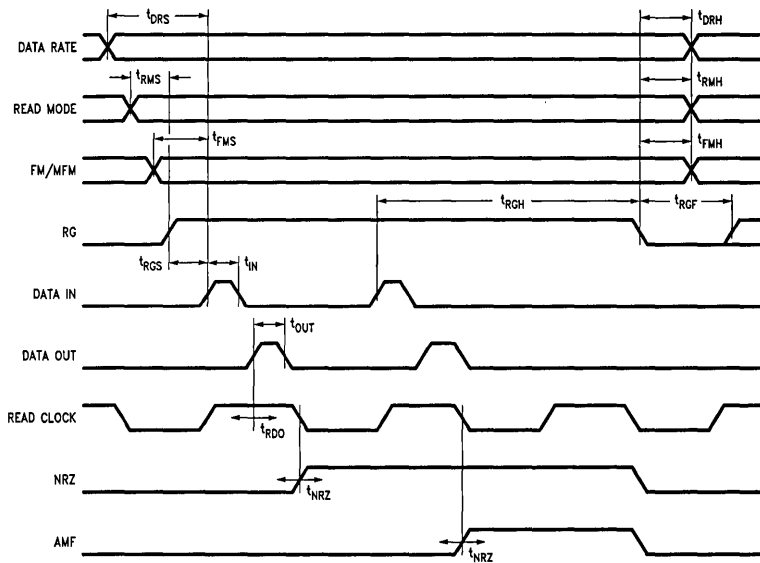 tDRS
tDRH
DATA RATE
tRMS
tRMH
READ MODE
tFMS
tFMH
FM/MFM
tRGH
tRGF
RG
tRGS
tIN
DATA IN
tOUT
DATA OUT
READ CLOCK
tRDO
NRZ
tNRZ
AMF
tNRZ